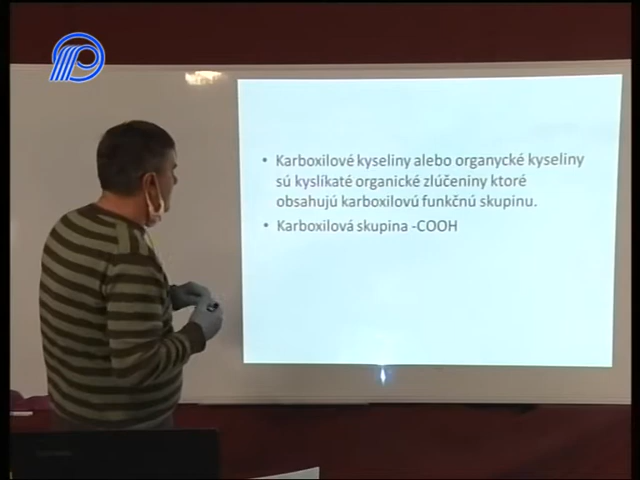 • Karboxilové kyseliny alebo organycké kyseliny
sú kyslíkaté organické zlúčeniny ktoré
obsahujú karboxilovú funkčnú skupinu.
• Karboxilová skupina -COOH